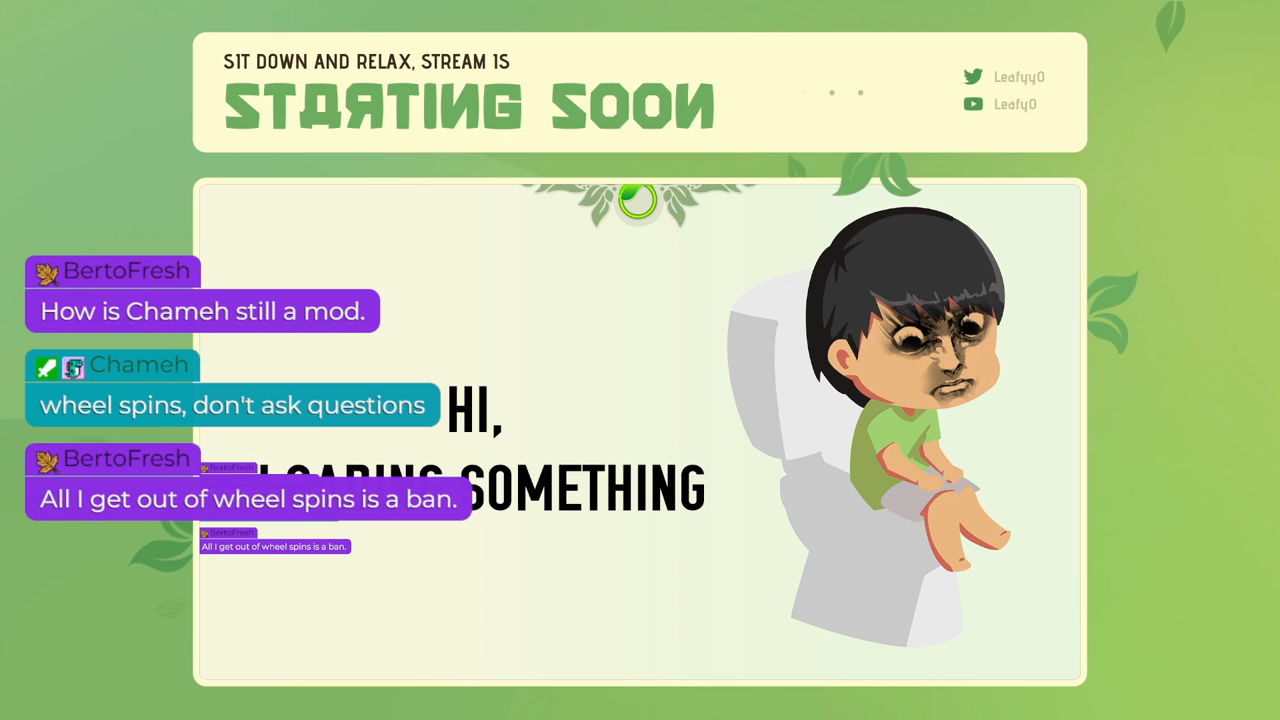 SIT DOWN AND RELAX, STREAM IS
STARTING SOON
Leafyy0
Leafy0
BertoFresh
How is Chameh still a mod.
Chameh
wheel spins, don't ask questions
HI,
BertoFresh
All I get out of wheel spins is a ban.
SOMETHING
BertoFresh
BertoFresh
All I get out of wheel spins is a ban.